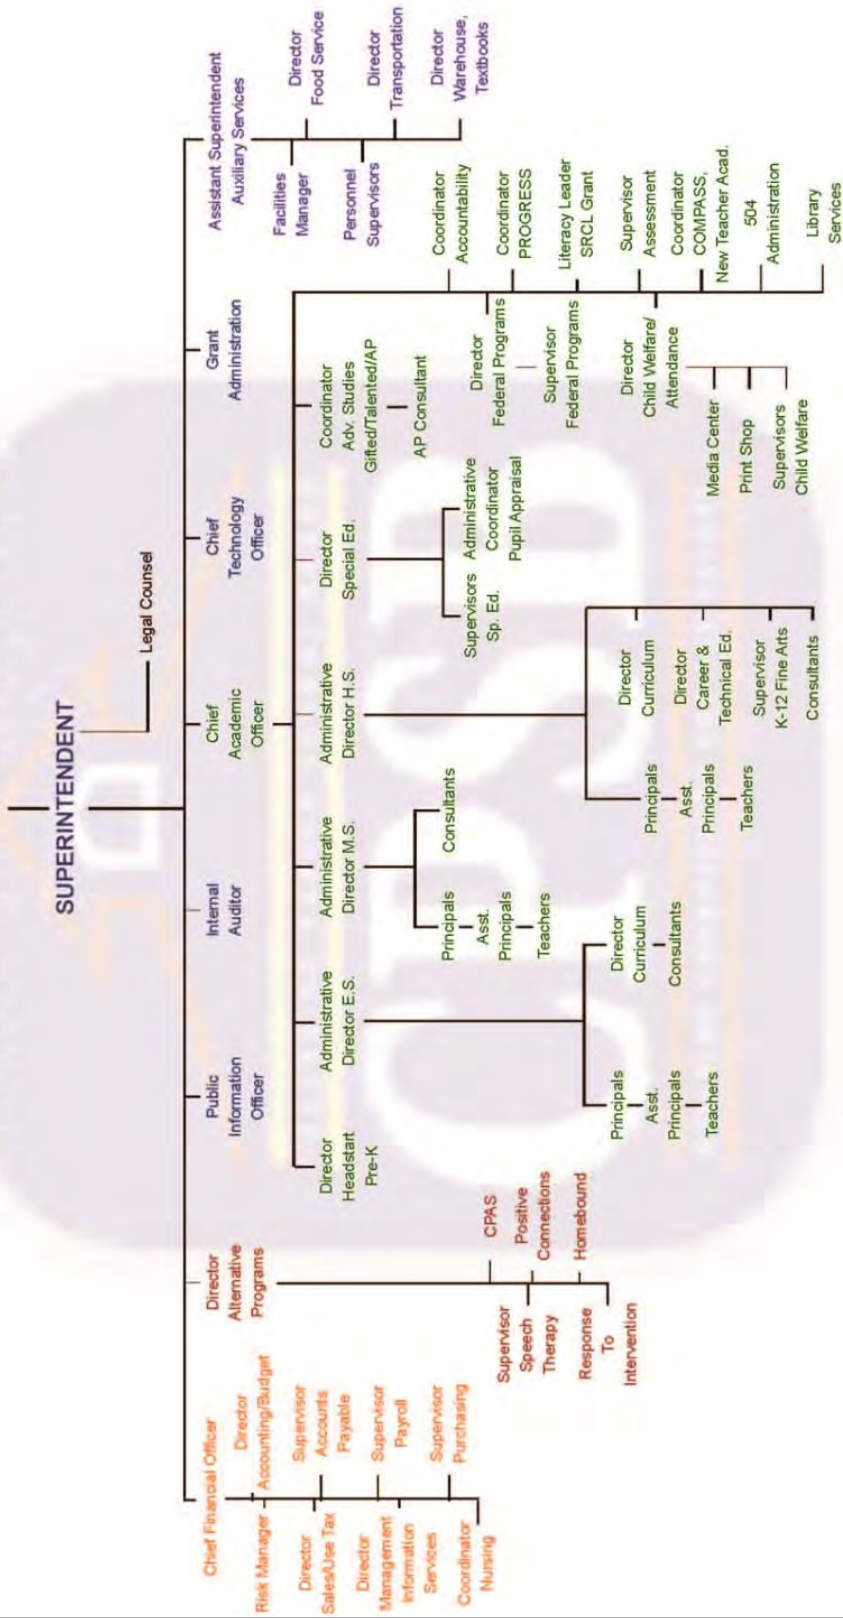 SUPERINTENDENT
Legal Counsel
Chief Financial Officer
Director
Alternative
Programs
Public
Information
Officer
Internal
Auditor
Chief
Academic
Officer
Chief
Technology
Officer
Grant
Administration
Assistant Superintendent
Auxiliary Services
Director
Accounting/Budget
Risk Manager
Supervisor
Accounts
Payable
Director
Sales/Use Tax
Supervisor
Payroll
Director
Management
Information
Services
Supervisor
Purchasing
Coordinator
Nursing
CPAS
Supervisor
Speech
Therapy
Positive
Connections
Homebound
Response
To
Intervention
Director
Headstart
Pre-K
Administrative
Director E.S.
Principals
Asst.
Principals
Teachers
Director
Curriculum
Consultants
Administrative
Director M.S.
Principals
Asst.
Principals
Teachers
Consultants
Administrative
Director H.S.
Principals
Asst.
Principals
Teachers
Director
Curriculum
Director
Career &
Technical Ed.
Supervisor
K-12 Fine Arts
Consultants
Director
Special Ed.
Supervisors
Sp. Ed.
Administrative
Coordinator
Pupil Appraisal
Coordinator
Adv. Studies
Gifted/Talented/AP
AP Consultant
Coordinator
Accountability
Director
Federal Programs
Supervisor
Federal Programs
Coordinator
PROGRESS
Literacy Leader
SRCL Grant
Supervisor
Assessment
Director
Child Welfare/
Attendance
Media Center
Print Shop
Supervisors
Child Welfare
Coordinator
COMPASS,
New Teacher Acad.
504
Administration
Library
Services
Facilities
Manager
Director
Food Service
Personnel
Supervisors
Director
Transportation
Director
Warehouse,
Textbooks
CPSD